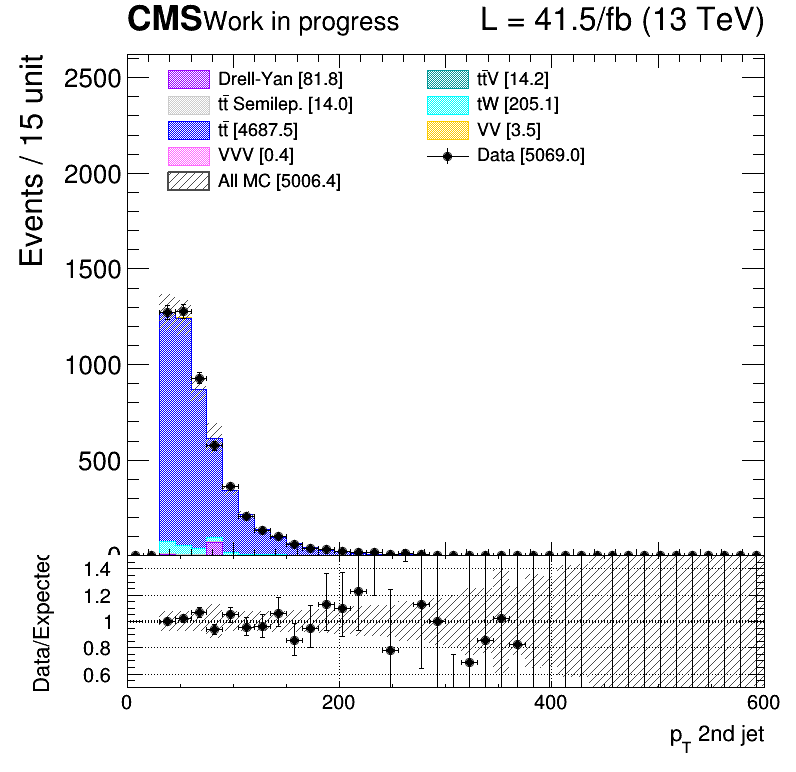 CMS Work in progress L = 41.5/fb (13 TeV)
Events / 15 unit
2500
2000
1500
1000
500
0
Drell-Yan [81.8]
tt̄ Semilep. [14.0]
tt̄ [4687.5]
VVV [0.4]
All MC [5006.4]
tt̄V [14.2]
tW [205.1]
VV [3.5]
Data [5069.0]
Data/Expected
1.4
1.2
1
0.8
0.6
0 200 400 600
p_T 2nd jet